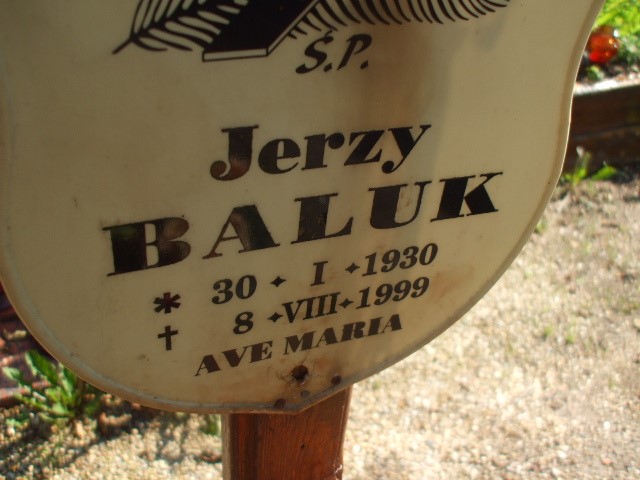 Ś.P.
Jerzy
BALUK
* 30 ✦ I ✦ 1930
† 8 ✦ VIII ✦ 1999
AVE MARIA